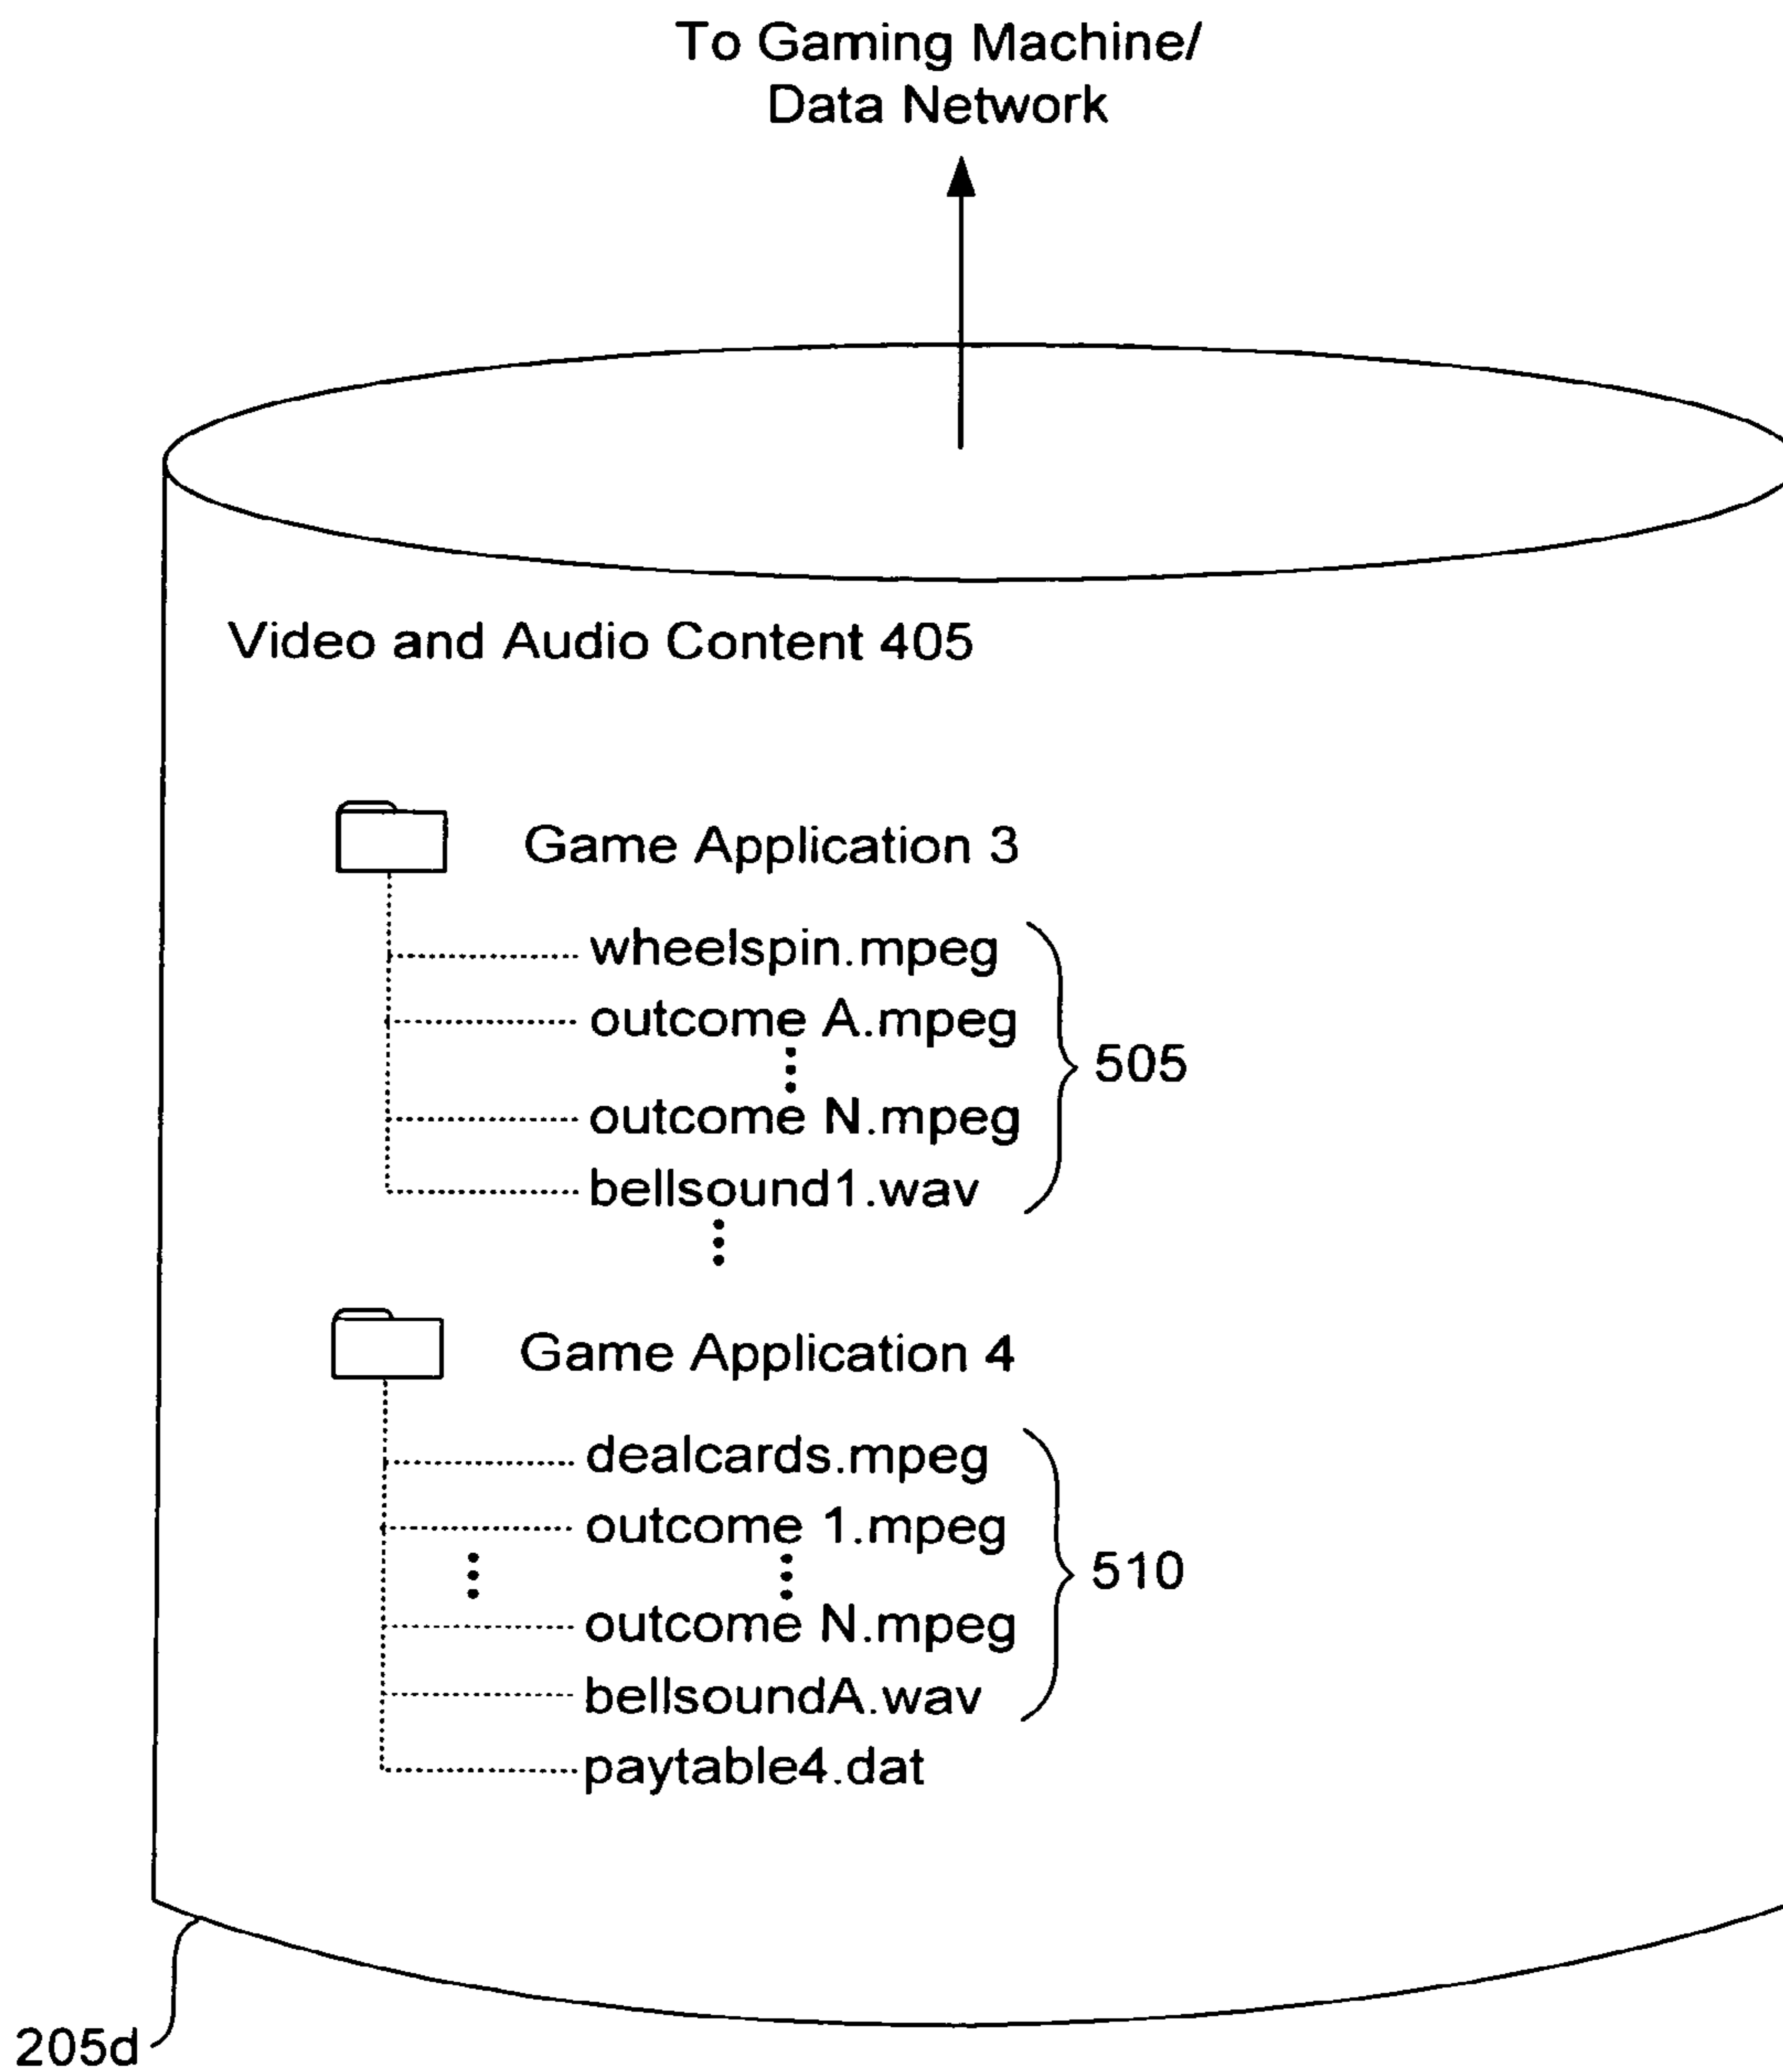 To Gaming Machine/
Data Network
Video and Audio Content 405
Game Application 3
wheelspin.mpeg
outcome A.mpeg
outcome N.mpeg
bellsound1.wav
505
Game Application 4
dealcards.mpeg
outcome 1.mpeg
outcome N.mpeg
bellsoundA.wav
510
paytable4.dat
205d